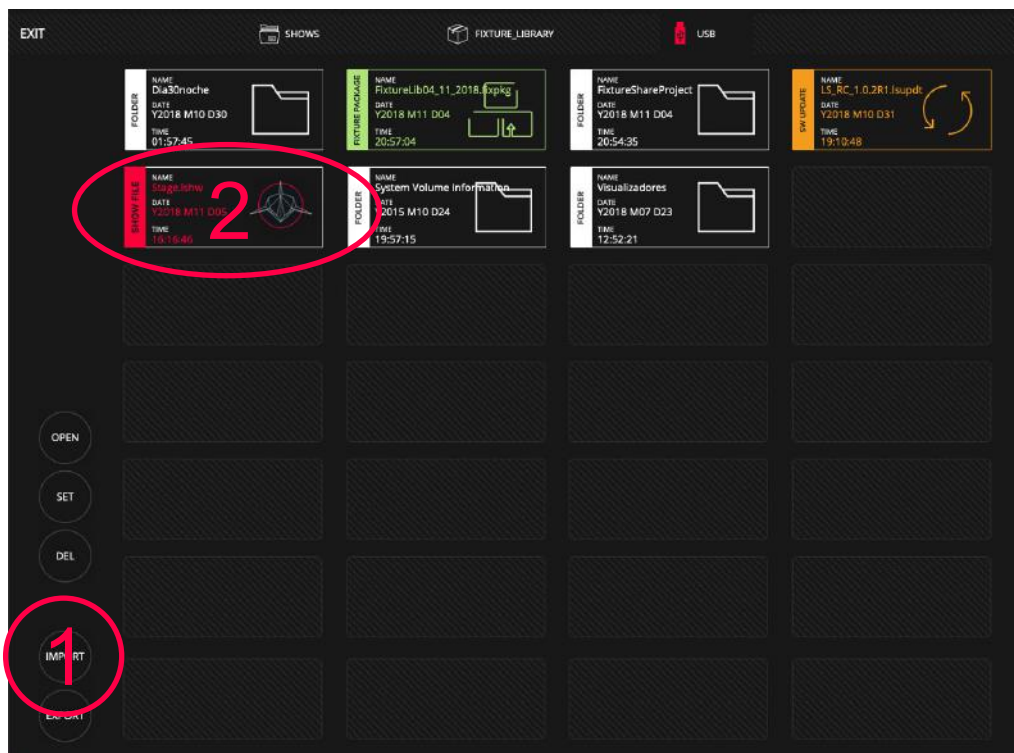 EXIT
SHOWS
FIXTURE_LIBRARY
USB
FOLDER
NAME
Dia30noche
DATE
Y2018 M10 D30
TIME
01:57:45
FIXTURE PACKAGE
NAME
FixtureLib04_11_2018.fixpkg
DATE
Y2018 M11 D04
TIME
20:57:04
FOLDER
NAME
FixtureShareProject
DATE
Y2018 M11 D04
TIME
20:54:35
SW UPDATE
NAME
LS_RC_1.0.2R1.lsupdt
DATE
Y2018 M10 D31
TIME
19:10:48
SHOW FILE
NAME
Stage.lshw
DATE
Y2018 M11 D05
TIME
16:16:46
2
FOLDER
NAME
System Volume Information
DATE
Y2015 M10 D24
TIME
19:57:15
FOLDER
NAME
Visualizadores
DATE
Y2018 M07 D23
TIME
12:52:21
OPEN
SET
DEL
IMPORT
1
EXPORT